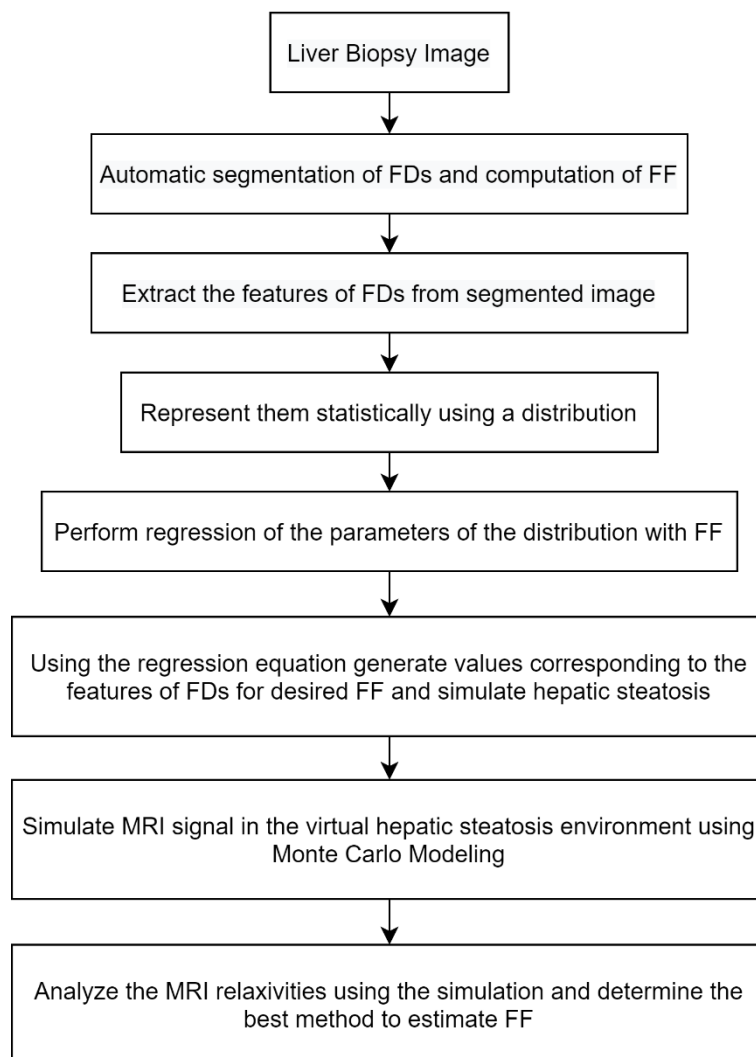 Liver Biopsy Image
Automatic segmentation of FDs and computation of FF
Extract the features of FDs from segmented image
Represent them statistically using a distribution
Perform regression of the parameters of the distribution with FF
Using the regression equation generate values corresponding to the
features of FDs for desired FF and simulate hepatic steatosis
Simulate MRI signal in the virtual hepatic steatosis environment using
Monte Carlo Modeling
Analyze the MRI relaxivities using the simulation and determine the
best method to estimate FF